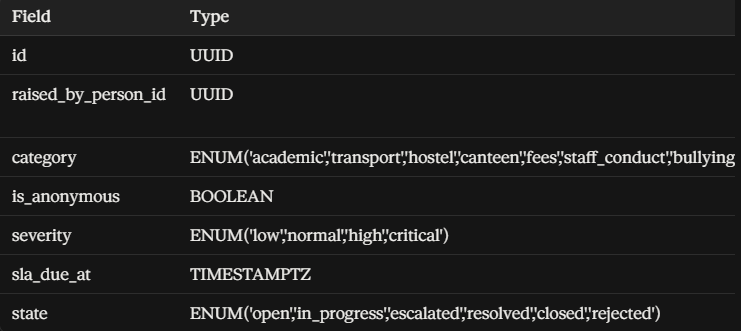 Field Type
id UUID
raised_by_person_id UUID
category ENUM('academic','transport','hostel','canteen','fees','staff_conduct','bullying
is_anonymous BOOLEAN
severity ENUM('low','normal','high','critical')
sla_due_at TIMESTAMPTZ
state ENUM('open','in_progress','escalated','resolved','closed','rejected')